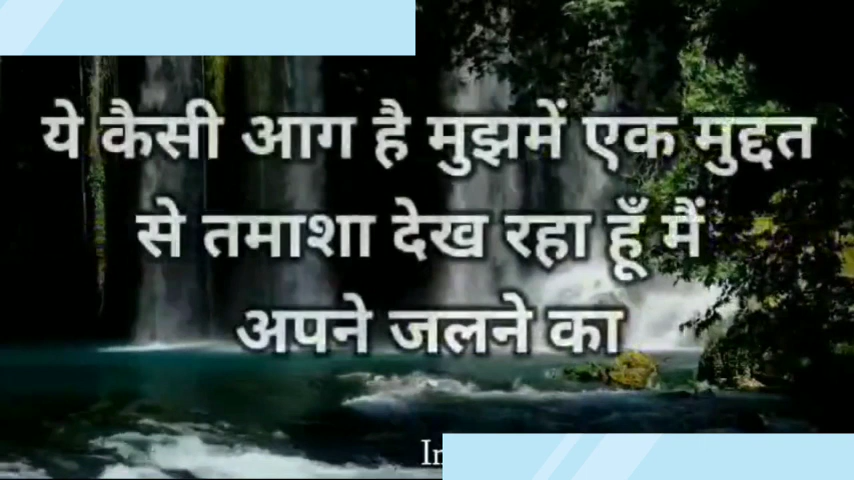 ये कैसी आग है मुझमें एक मुद्दत
से तमाशा देख रहा हूँ मैं
अपने जलने का